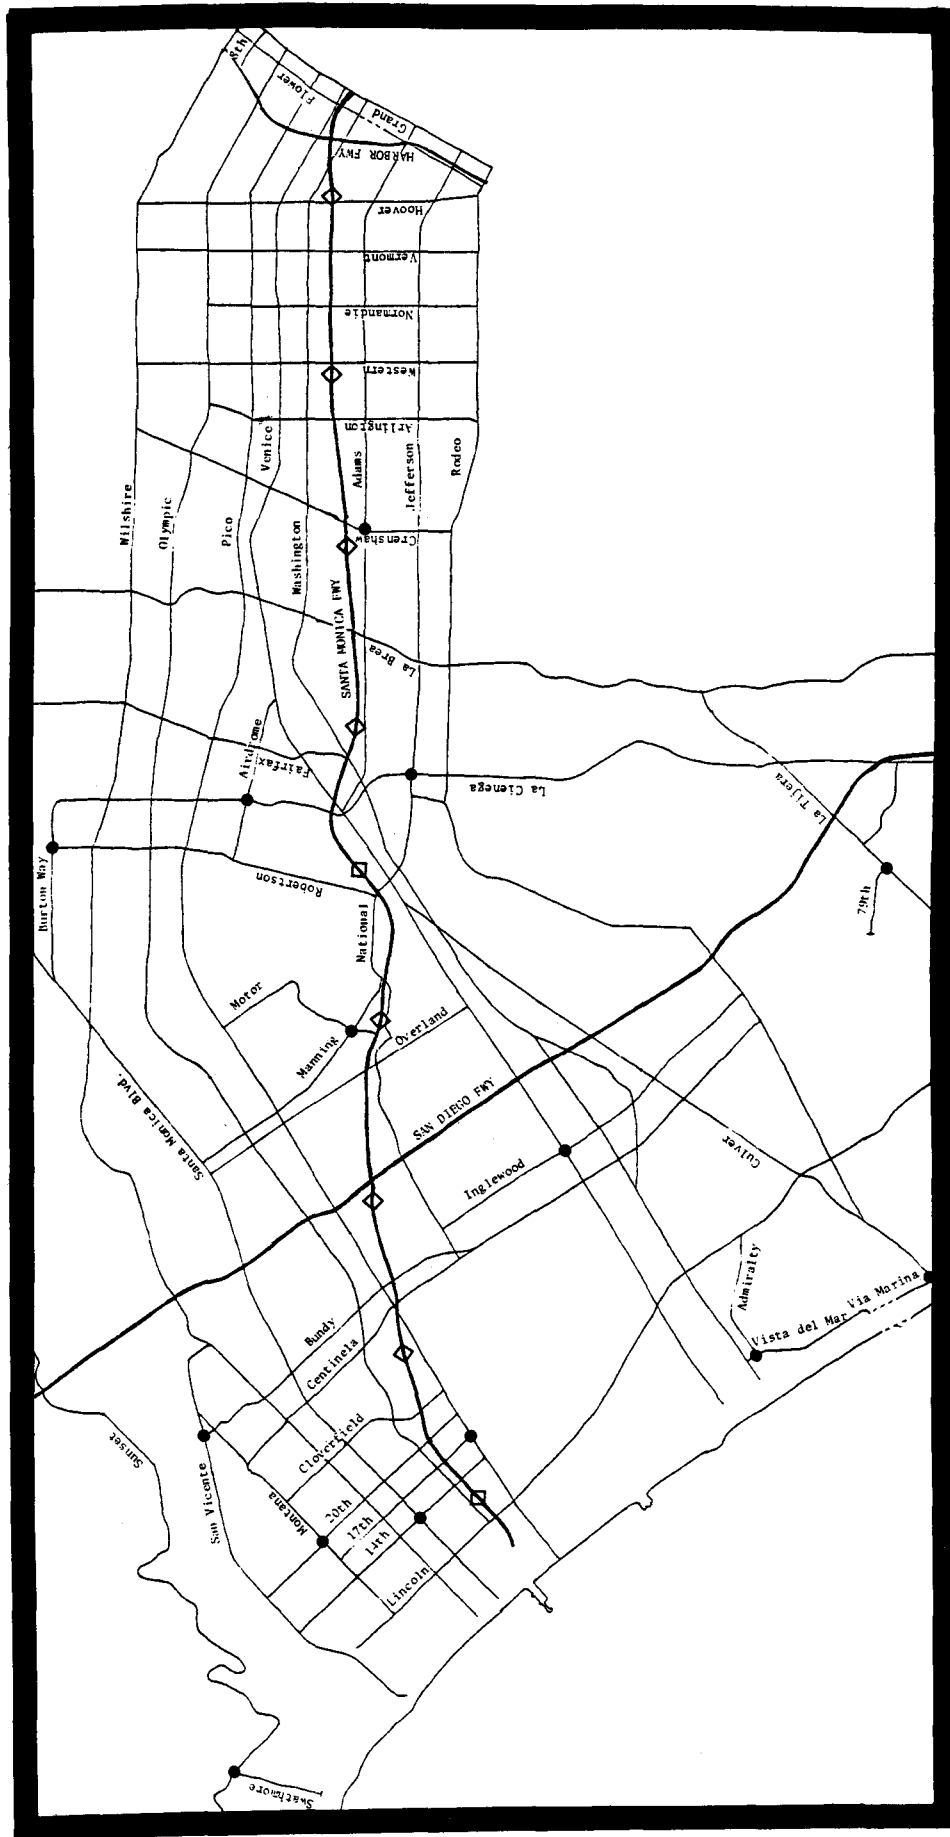 8th
Flower
Grand
HARBOR FWY
Hoover
Vermont
Normandie
Western
Arlington
Venice
Adams
Jefferson
Rodeo
Wilshire
Olympic
Pico
Washington
Crenshaw
SANTA MONICA FWY
La Brea
Airdrome
Fairfax
La Cienega
La Tijera
Burton Way
Robertson
79th
National
Motor
Manning
Overland
Santa Monica Blvd.
SAN DIEGO FWY
Inglewood
Culver
Admiralty
Via Marina
Vista del Mar
Bundy
Centinela
Sunset
San Vicente
Cloverfield
Montana
20th
17th
14th
Lincoln
Swathmore